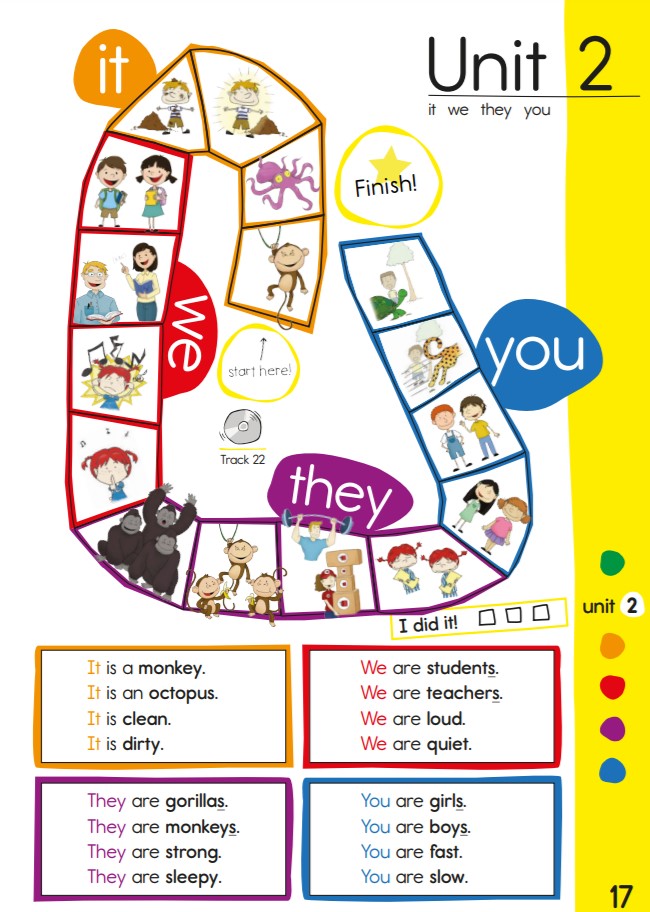 Unit 2
it we they you
it
Finish!
we
you
start here!
Track 22
they
I did it!
unit 2
It is a monkey.
It is an octopus.
It is clean.
It is dirty.
We are students.
We are teachers.
We are loud.
We are quiet.
They are gorillas.
They are monkeys.
They are strong.
They are sleepy.
You are girls.
You are boys.
You are fast.
You are slow.
17